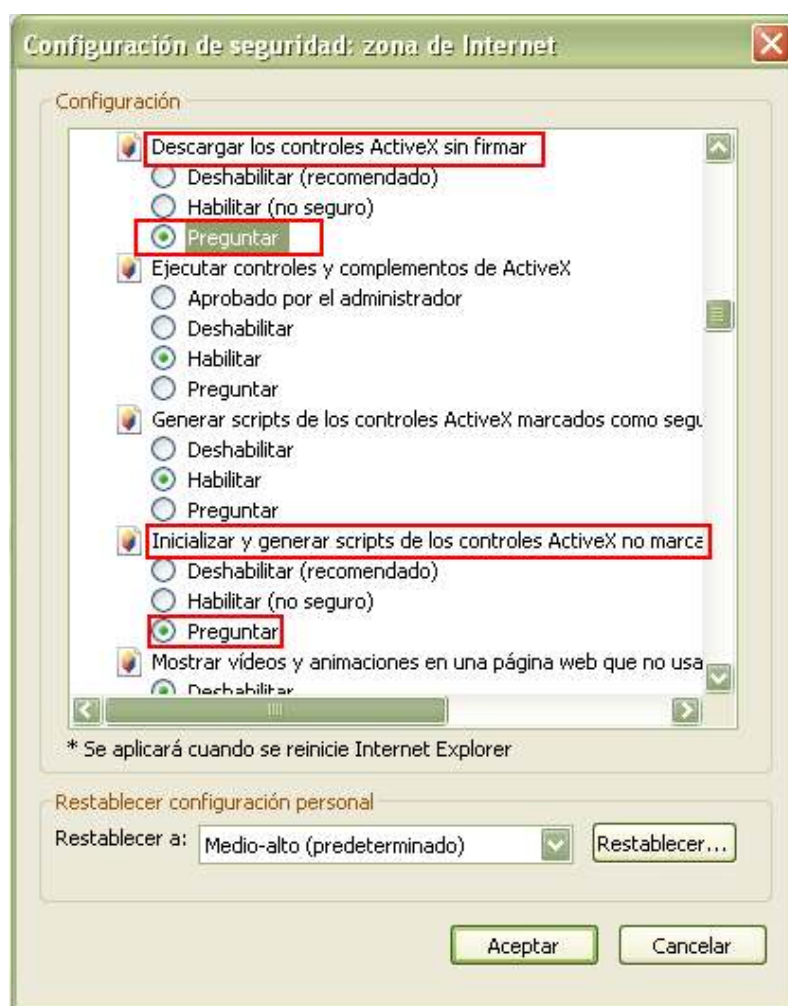 Configuración de seguridad: zona de Internet
Configuración
Descargar los controles ActiveX sin firmar
Deshabilitar (recomendado)
Habilitar (no seguro)
Preguntar
Ejecutar controles y complementos de ActiveX
Aprobado por el administrador
Deshabilitar
Habilitar
Preguntar
Generar scripts de los controles ActiveX marcados como segu
Deshabilitar
Habilitar
Preguntar
Inicializar y generar scripts de los controles ActiveX no marca
Deshabilitar (recomendado)
Habilitar (no seguro)
Preguntar
Mostrar vídeos y animaciones en una página web que no usa
Deshabilitar
* Se aplicará cuando se reinicie Internet Explorer
Restablecer configuración personal
Restablecer a: Medio-alto (predeterminado) Restablecer...
Aceptar Cancelar